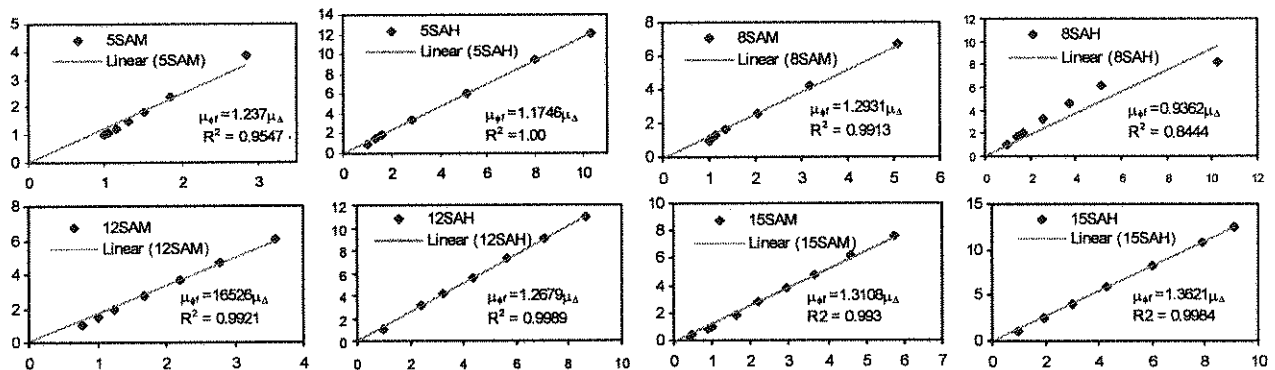 5
4
3
2
1
0
5SAM
Linear (5SAM)
μφr=1.237μΔ
R² = 0.9547
0 1 2 3
14
12
10
8
6
4
2
0
5SAH
Linear (5SAH)
μφr=1.1746μΔ
R² =1.00
0 2 4 6 8 10
8
6
4
2
0
8SAM
Linear (8SAM)
μφr=1.2931μΔ
R² = 0.9913
0 1 2 3 4 5 6
12
10
8
6
4
2
0
8SAH
Linear (8SAH)
μφr=0.9362μΔ
R² = 0.8444
0 2 4 6 8 10 12
8
6
4
2
0
12SAM
Linear (12SAM)
μφr=16526μΔ
R² = 0.9921
0 1 2 3 4
12
10
8
6
4
2
0
12SAH
Linear (12SAH)
μφr=1.2679μΔ
R² = 0.9989
0 2 4 6 8 10
10
8
6
4
2
0
15SAM
Linear (15SAM)
μφr=1.3108μΔ
R2 = 0.993
0 1 2 3 4 5 6 7
15
10
5
0
15SAH
Linear (15SAH)
μφr=1.3621μΔ
R2 = 0.9984
0 2 4 6 8 10